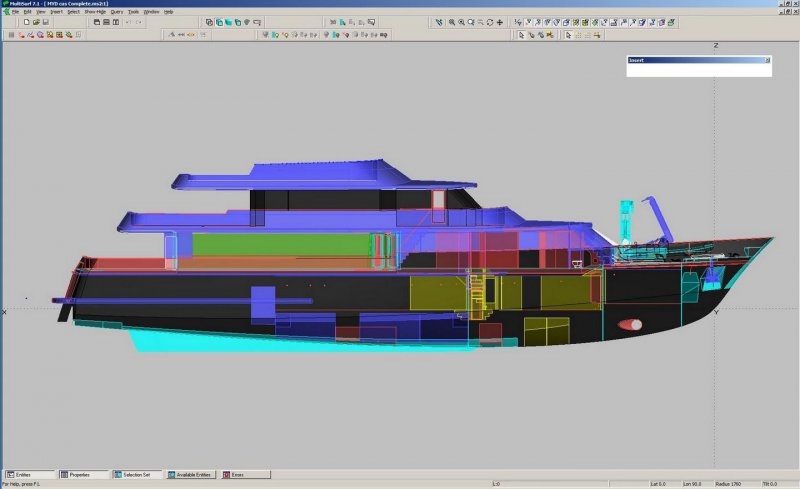 MultiSurf 7.1 - [ MYD cas Complete.ms2:1]
File Edit View Insert Select Show-Hide Query Tools Window Help
Z
Insert
X
Y
Entities Properties Selection Set Available Entities Errors
For Help, press F1. L:0 Lat 0.0 Lon 90.0 Radius 1760 Tilt 0.0